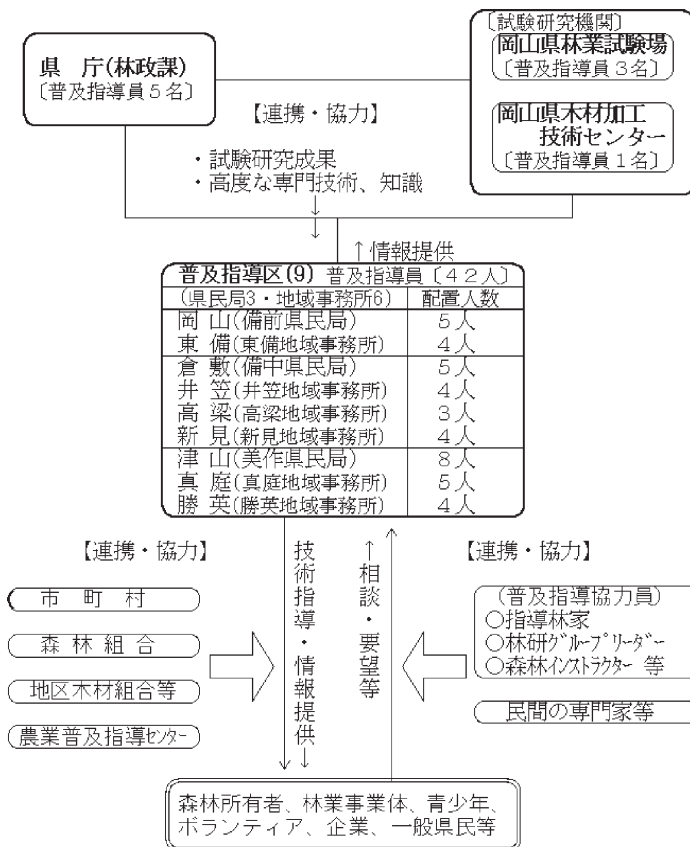 県 庁(林政課)
〔普及指導員5名〕
〔試験研究機関〕
岡山県林業試験場
〔普及指導員3名〕
岡山県木材加工
技術センター
〔普及指導員1名〕
【連携・協力】
・試験研究成果
・高度な専門技術、知識
↓
↑情報提供
普及指導区(9) 普及指導員〔42人〕
(県民局3・地域事務所6) 配置人数
岡 山(備前県民局) 5人
東 備(東備地域事務所) 4人
倉 敷(備中県民局) 5人
井 笠(井笠地域事務所) 4人
高 梁(高梁地域事務所) 3人
新 見(新見地域事務所) 4人
津 山(美作県民局) 8人
真 庭(真庭地域事務所) 5人
勝 英(勝英地域事務所) 4人
【連携・協力】
市 町 村
森 林 組 合
地区木材組合等
農業普及指導ｾﾝﾀｰ
技術指導・情報提供↓
↑相談・要望等
【連携・協力】
(普及指導協力員)
○指導林家
○林研ｸﾞﾙｰﾌﾟﾘｰﾀﾞｰ
○森林ｲﾝｽﾄﾗｸﾀｰ 等
民間の専門家等
森林所有者、林業事業体、青少年、
ボランティア、企業、一般県民等